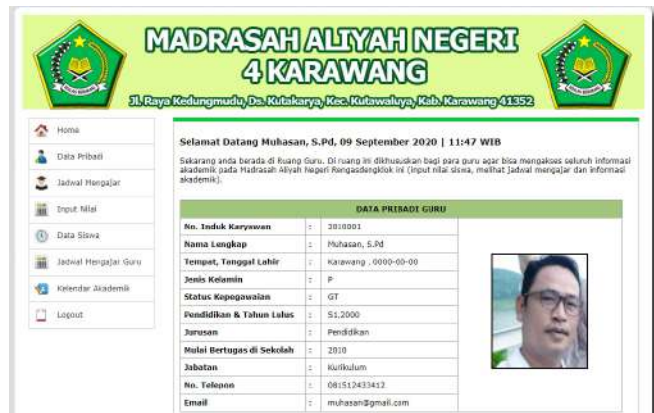 MADRASAH ALIYAH NEGERI
4 KARAWANG
Jl. Raya Kedungmudu, Ds. Kutakarya, Kec. Kutawaluya, Kab. Karawang 41352
Home
Data Pribadi
Jadwal Mengajar
Input Nilai
Data Siswa
Jadwal Mengajar Guru
Kelendar Akademik
Logout
Selamat Datang Muhasan, S.Pd, 09 September 2020 | 11:47 WIB
Sekarang anda berada di Ruang Guru. Di ruang ini dikhususkan bagi para guru agar bisa mengakses seluruh informasi
akademik pada Madrasah Aliyah Negeri Rengasdengklok ini (input nilai siswa, melihat jadwal mengajar dan informasi
akademik).
DATA PRIBADI GURU
No. Induk Karyawan : 2010001
Nama Lengkap : Muhasan, S.Pd
Tempat, Tanggal Lahir : Karawang , 0000-00-00
Jenis Kelamin : P
Status Kepegawaian : GT
Pendidikan & Tahun Lulus : S1,2000
Jurusan : Pendidikan
Mulai Bertugas di Sekolah : 2010
Jabatan : Kurikulum
No. Telepon : 081512433412
Email : muhasan@gmail.com